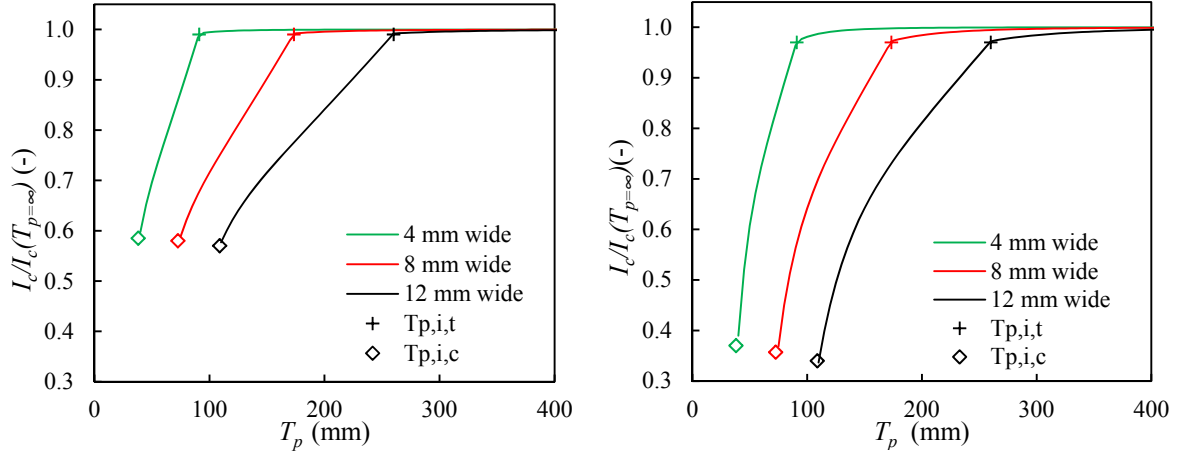 I_c/I_c(T_{p=∞}) (-)
1.0
0.9
0.8
0.7
0.6
0.5
0.4
0.3
0
100
200
300
400
T_p (mm)
4 mm wide
8 mm wide
12 mm wide
Tp,i,t
Tp,i,c
I_c/I_c(T_{p=∞})(-)
1.0
0.9
0.8
0.7
0.6
0.5
0.4
0.3
0
100
200
300
400
T_p (mm)
4 mm wide
8 mm wide
12 mm wide
Tp,i,t
Tp,i,c